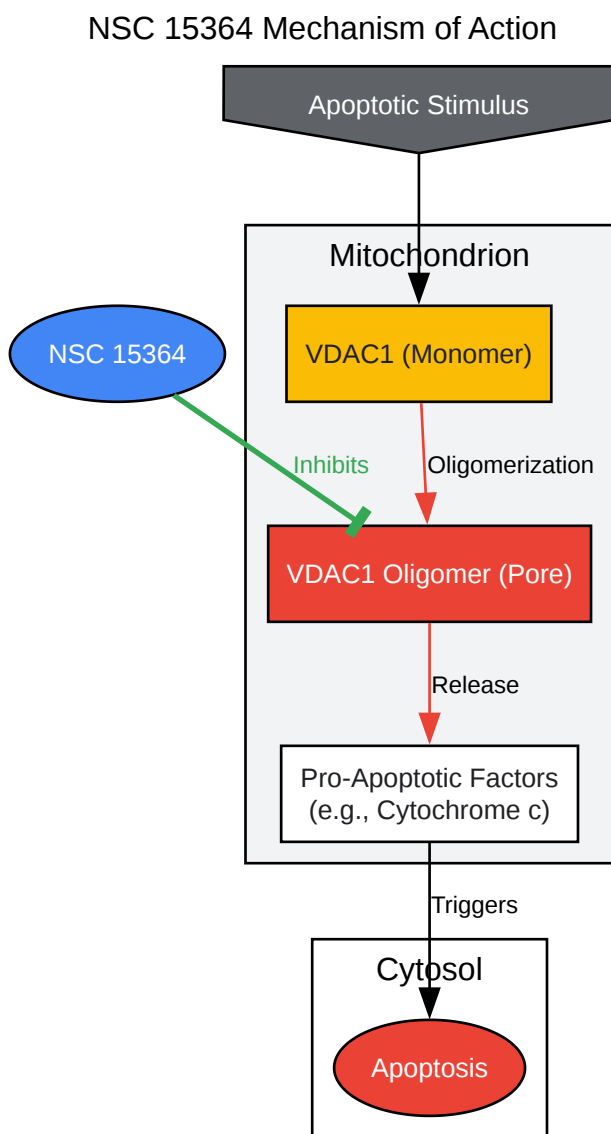 NSC 15364 Mechanism of Action
Apoptotic Stimulus
Mitochondrion
NSC 15364
VDAC1 (Monomer)
Inhibits
Oligomerization
VDAC1 Oligomer (Pore)
Release
Pro-Apoptotic Factors
(e.g., Cytochrome c)
Triggers
Cytosol
Apoptosis